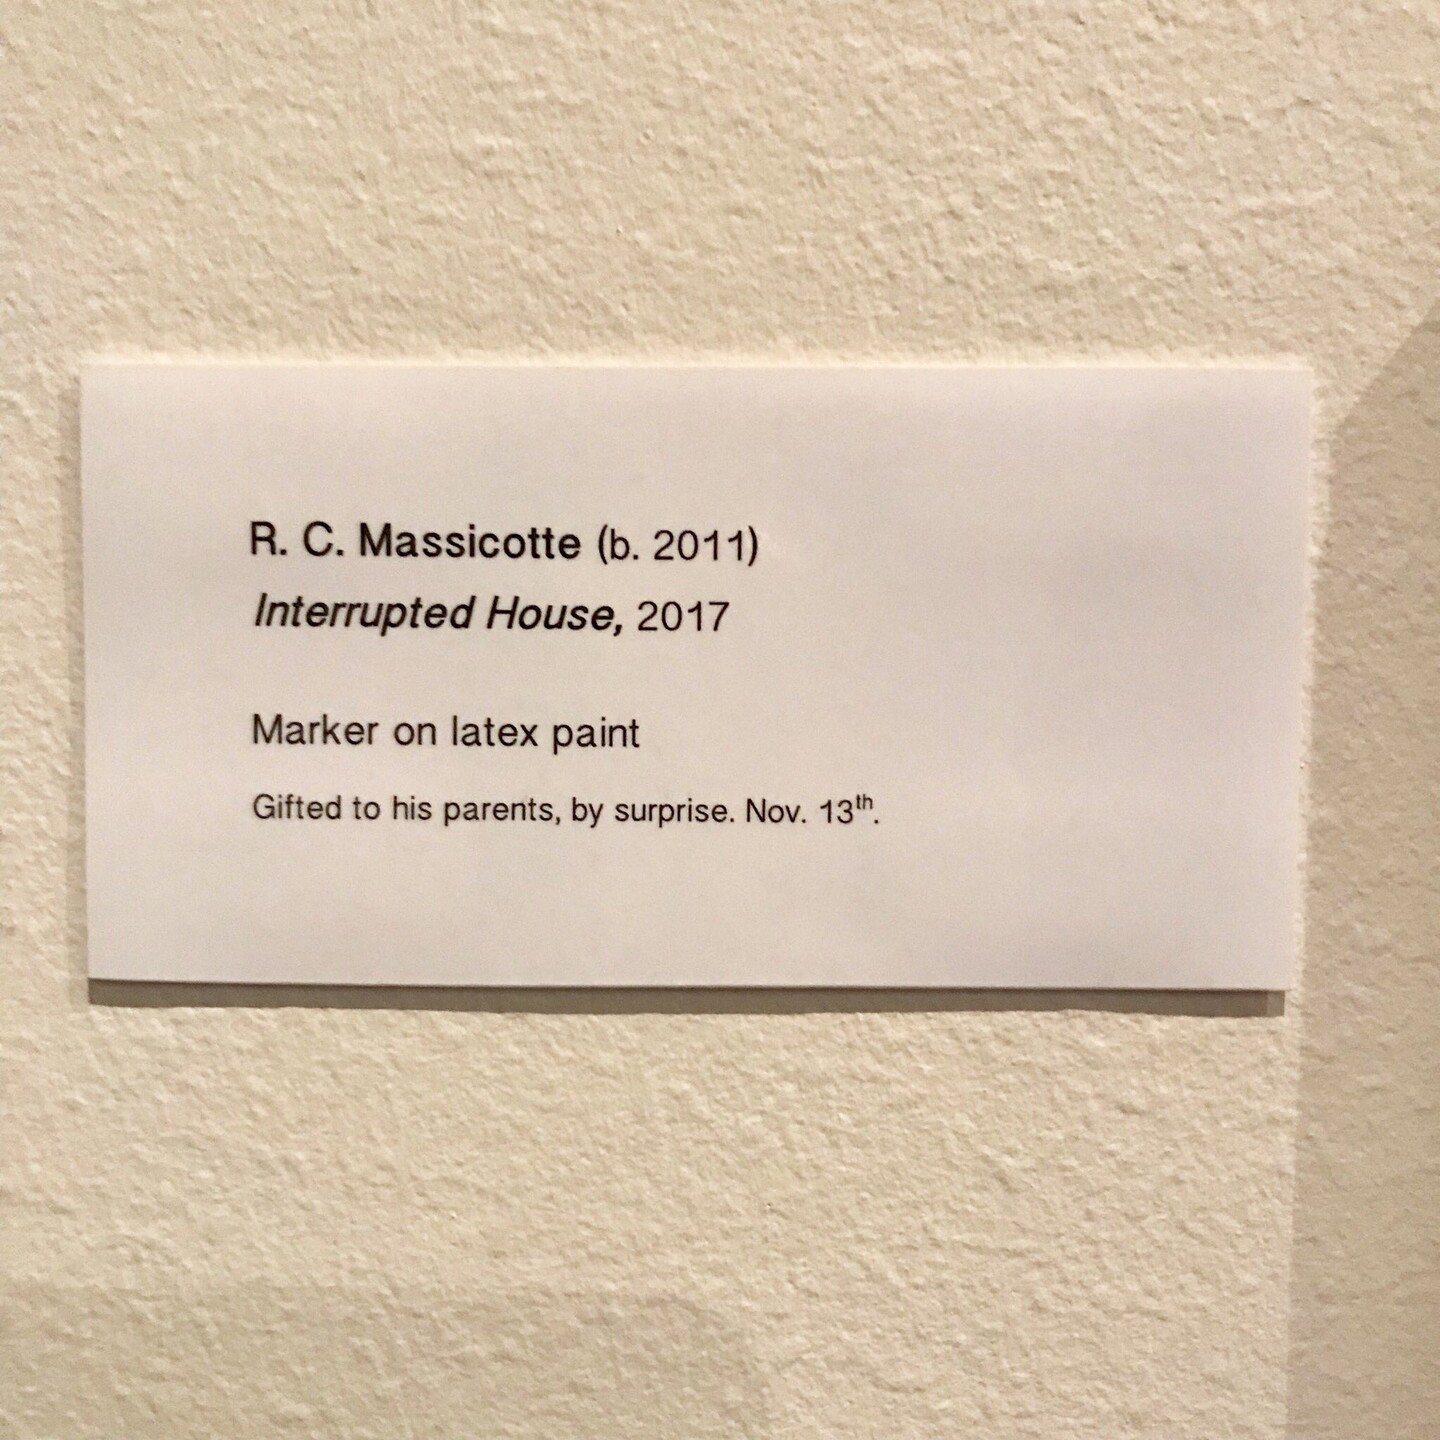 R. C. Massicotte (b. 2011)
Interrupted House, 2017
Marker on latex paint
Gifted to his parents, by surprise. Nov. 13th.